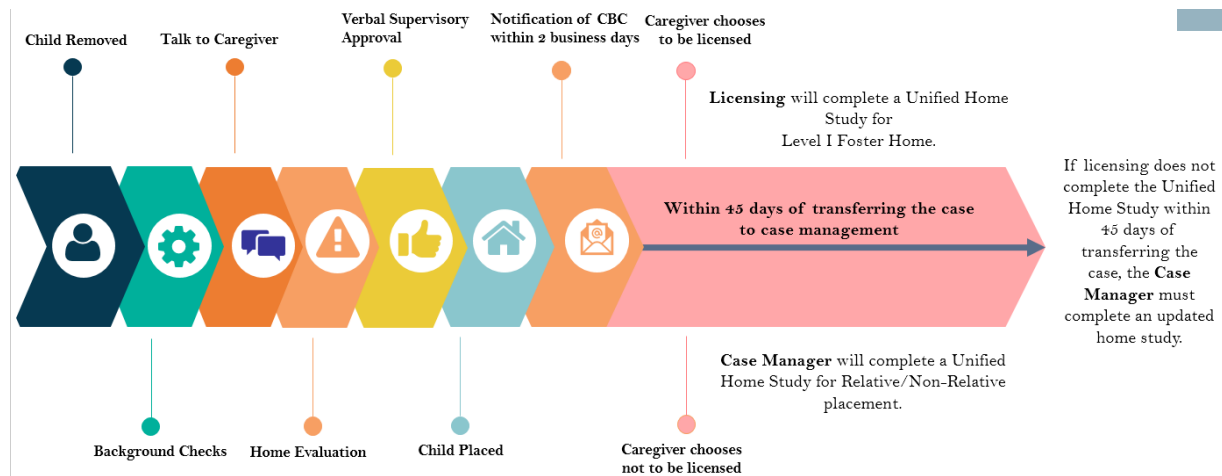 Child Removed
Talk to Caregiver
Verbal Supervisory
Approval
Notification of CBC
within 2 business days
Caregiver chooses
to be licensed
Licensing will complete a Unified Home
Study for
Level I Foster Home.
Within 45 days of transferring the case
to case management
If licensing does not
complete the Unified
Home Study within
45 days of
transferring the
case, the Case
Manager must
complete an updated
home study.
Case Manager will complete a Unified
Home Study for Relative/Non-Relative
placement.
Background Checks
Home Evaluation
Child Placed
Caregiver chooses
not to be licensed